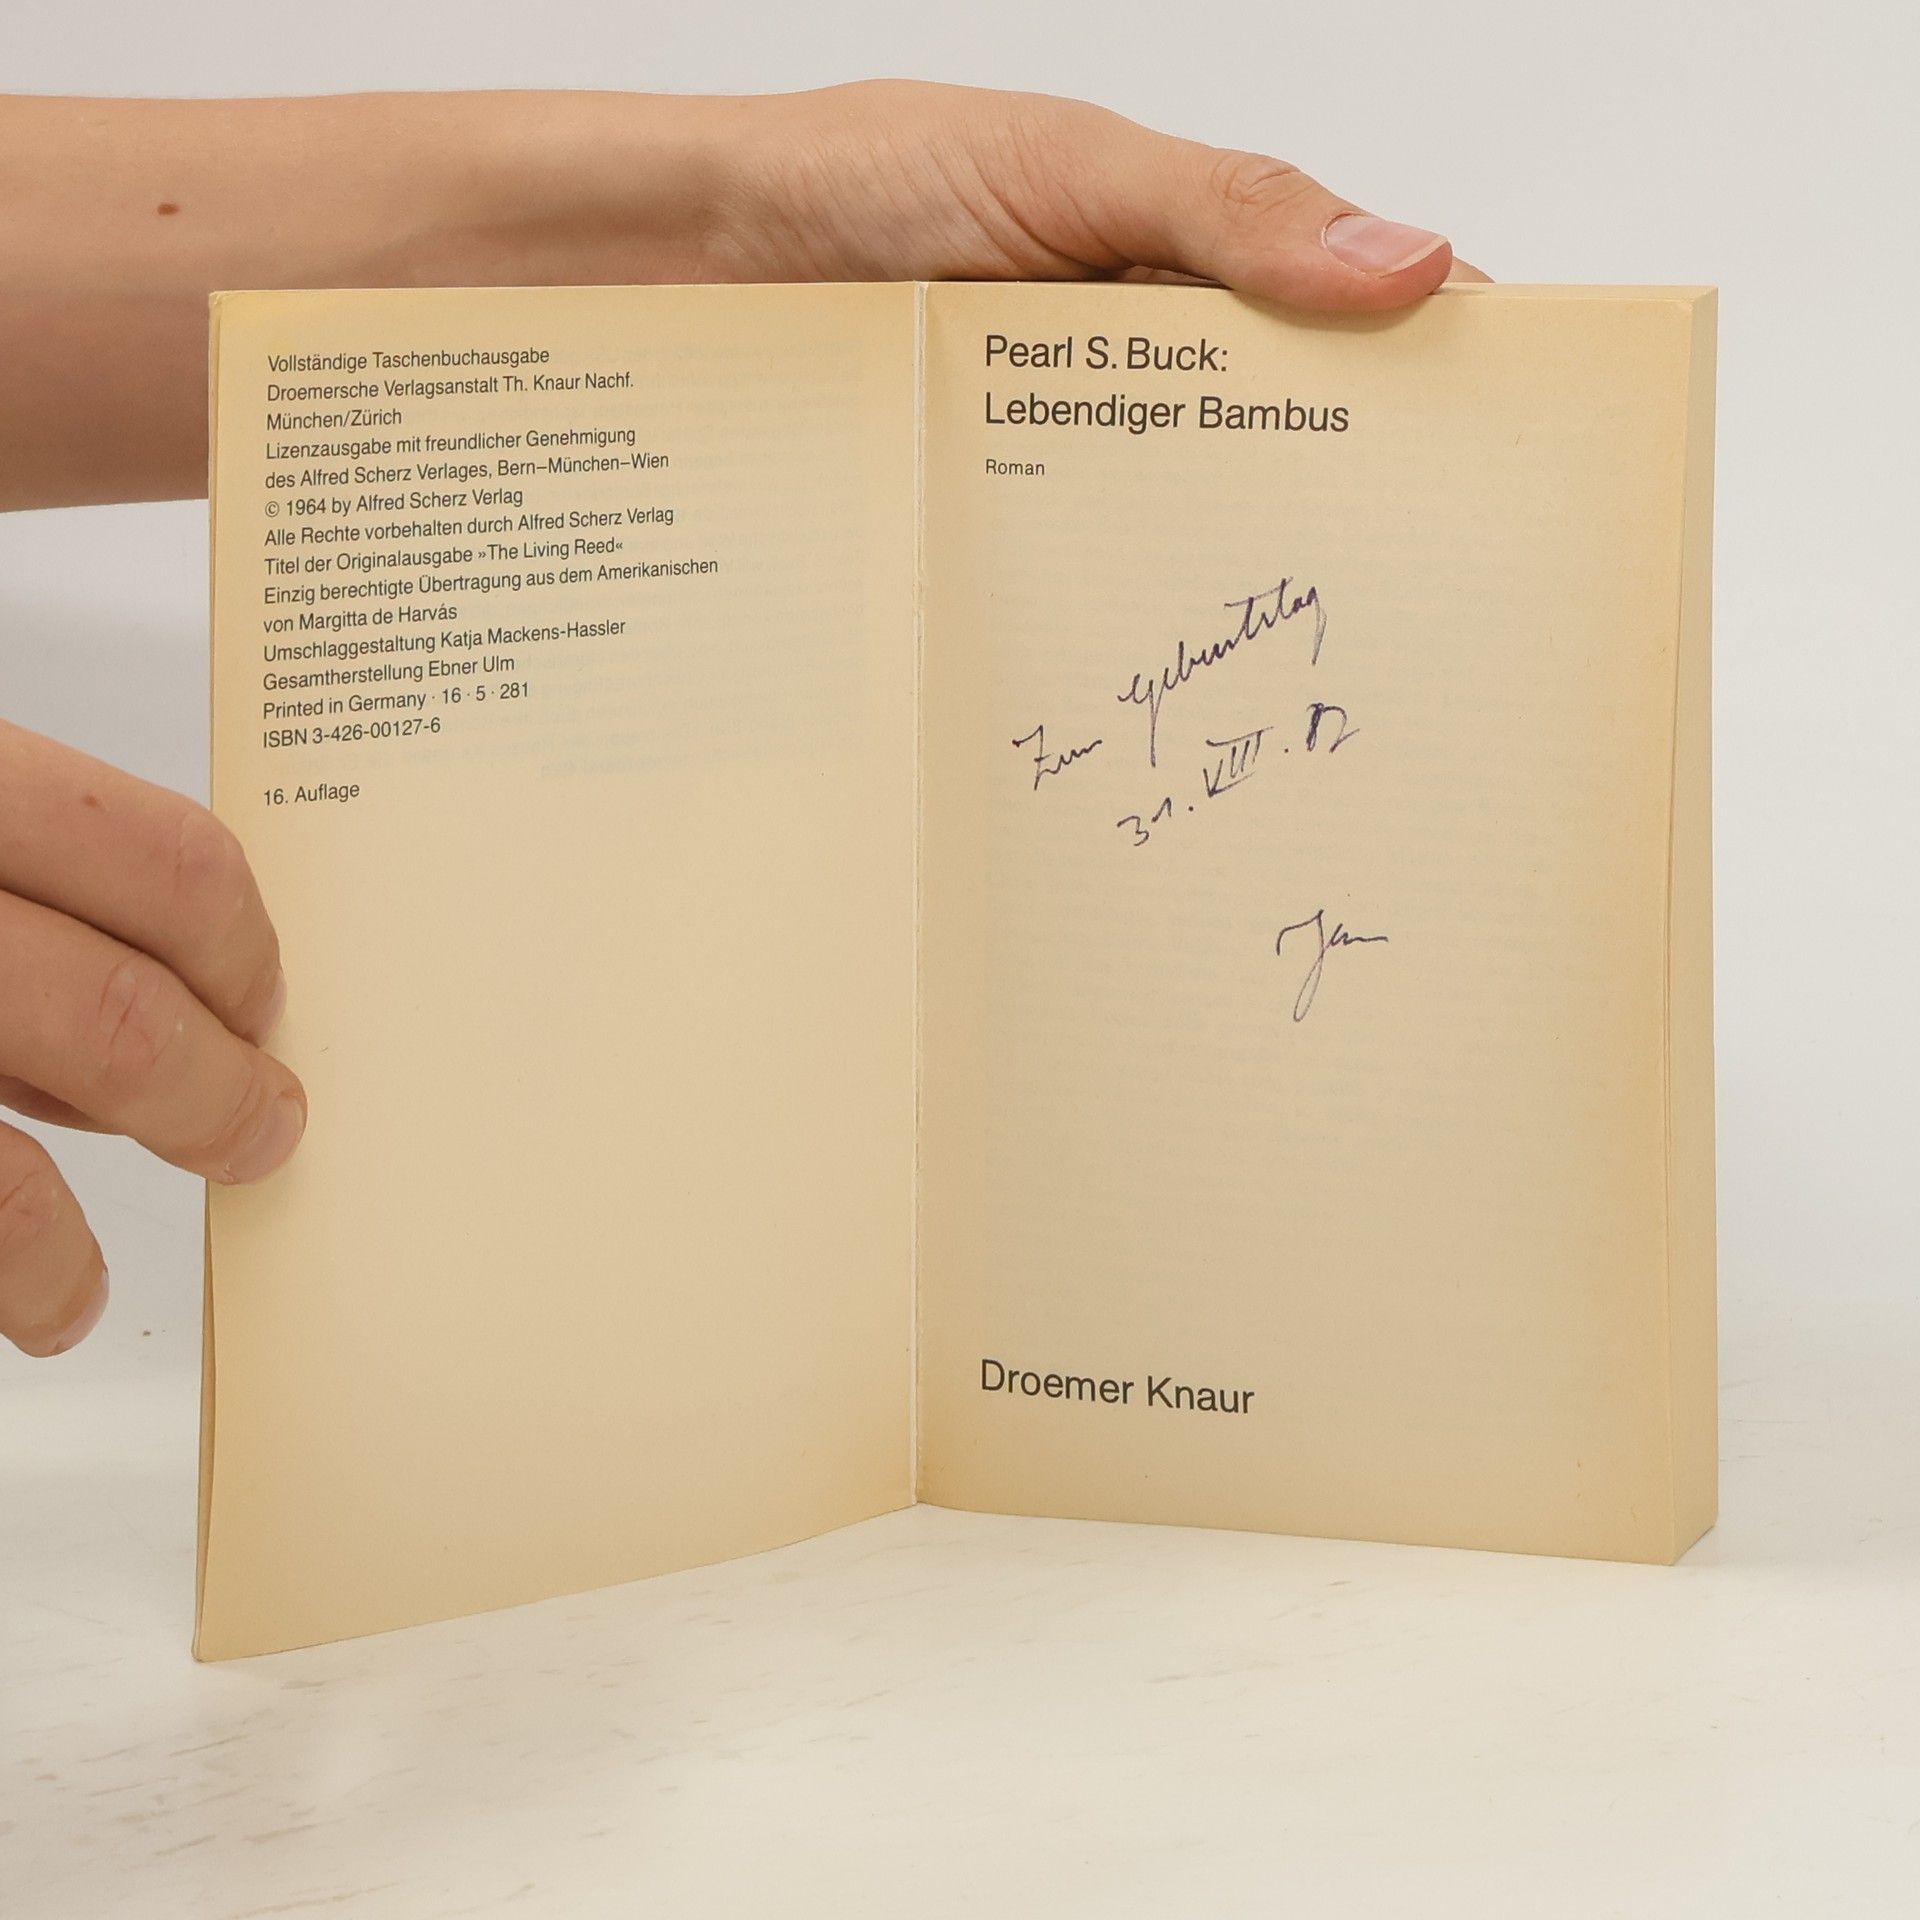 Vollständige Taschenbuchausgabe
Droemersche Verlagsanstalt Th. Knaur Nachf.
München/Zürich
Lizenzausgabe mit freundlicher Genehmigung
des Alfred Scherz Verlages, Bern–München–Wien
© 1964 by Alfred Scherz Verlag
Alle Rechte vorbehalten durch Alfred Scherz Verlag
Titel der Originalausgabe »The Living Reed«
Einzig berechtigte Übertragung aus dem Amerikanischen
von Margitta de Harvás
Umschlaggestaltung Katja Mackens-Hassler
Gesamtherstellung Ebner Ulm
Printed in Germany · 16 · 5 · 281
ISBN 3-426-00127-6
16. Auflage
Pearl S. Buck:
Lebendiger Bambus
Roman
Zum Geburtstag
31. VIII. 82
Jan
Droemer Knaur